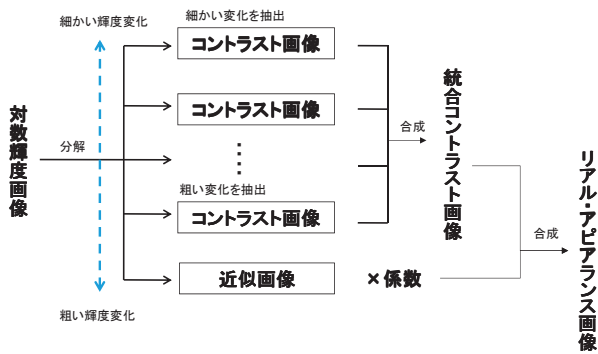 細かい輝度変化
細かい変化を抽出
コントラスト画像
コントラスト画像
対数輝度画像
分解
粗い変化を抽出
コントラスト画像
近似画像
×係数
粗い輝度変化
合成
統合コントラスト画像
合成
リアル・アピアランス画像